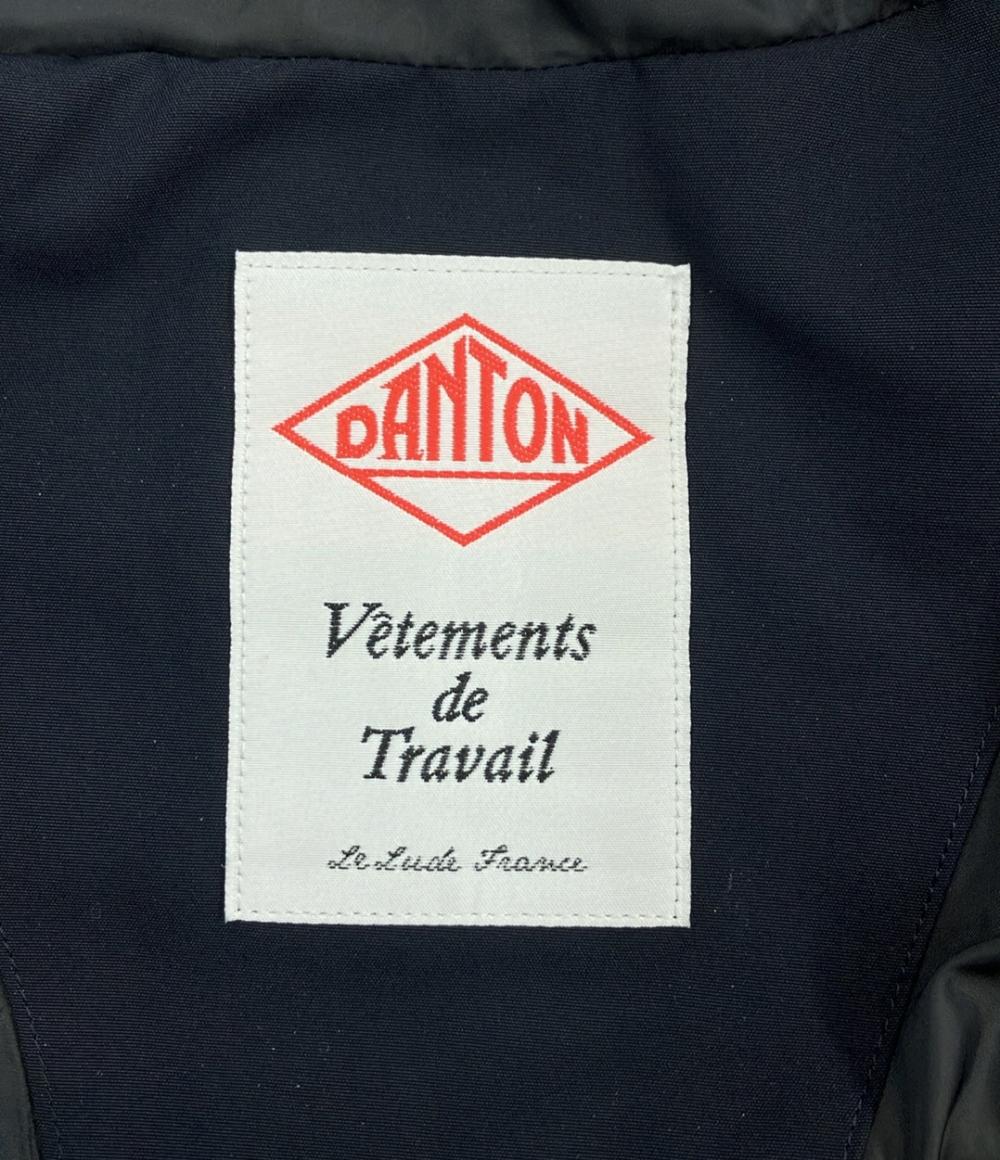 DANTON
Vêtements
de
Travail
Le Lude France